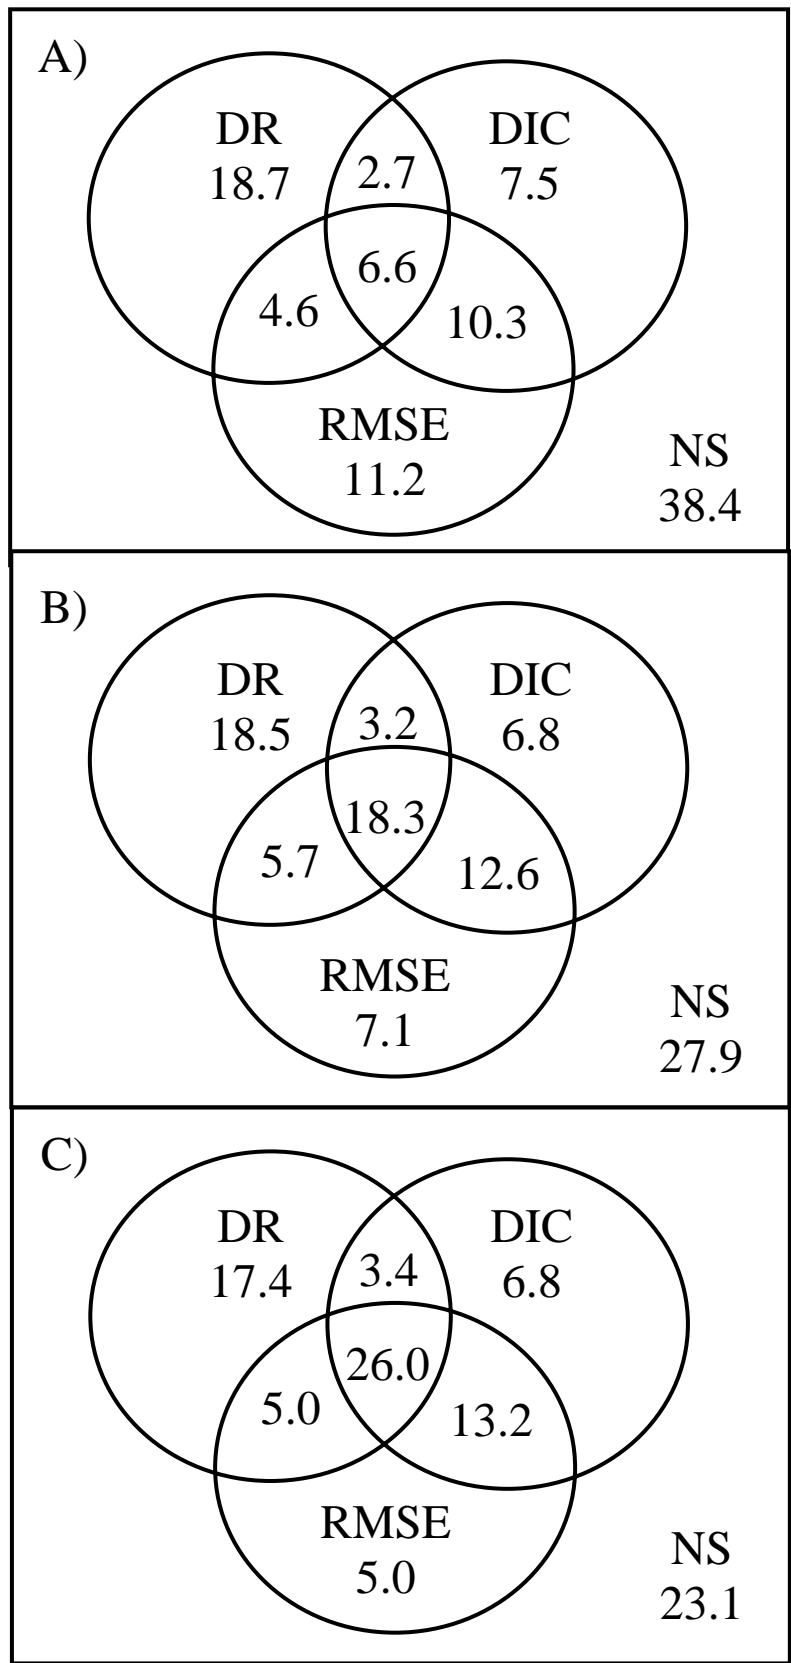 A)
DR
18.7
2.7
DIC
7.5
6.6
4.6
10.3
RMSE
11.2
NS
38.4
B)
DR
18.5
3.2
DIC
6.8
18.3
5.7
12.6
RMSE
7.1
NS
27.9
C)
DR
17.4
3.4
DIC
6.8
26.0
5.0
13.2
RMSE
5.0
NS
23.1